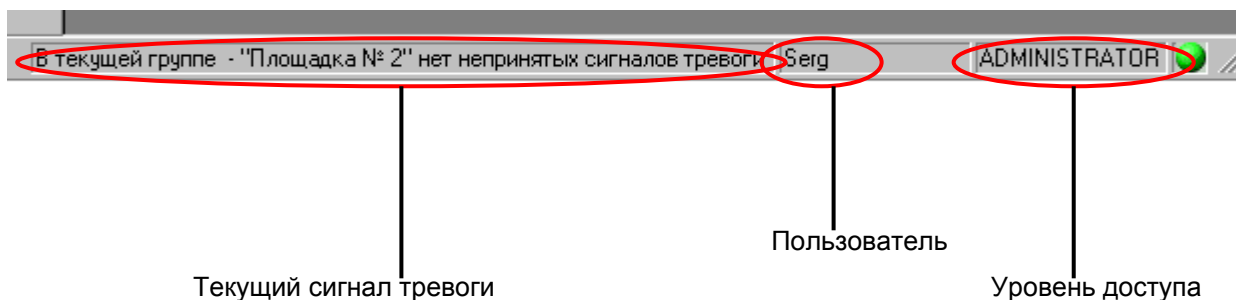 В текущей группе - "Площадка № 2" нет непринятых сигналов тревоги Serg ADMINISTRATOR
Пользователь
Текущий сигнал тревоги Уровень доступа